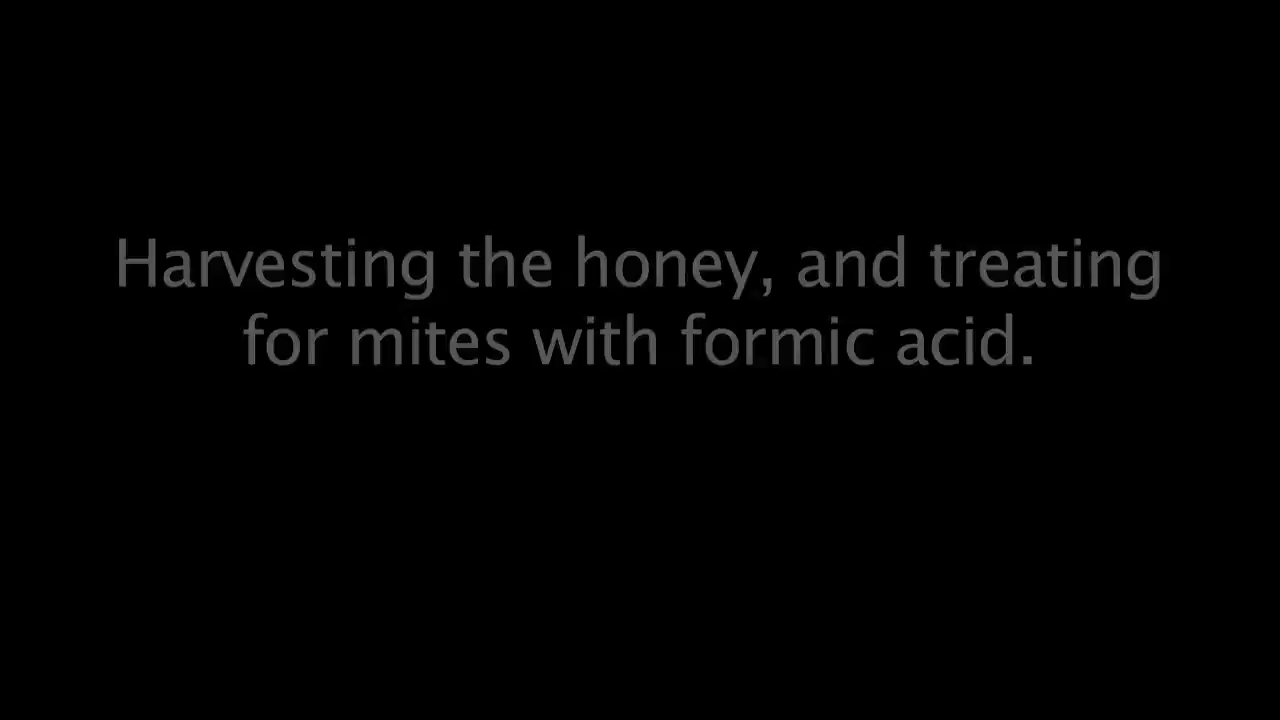 Harvesting the honey, and treating
for mites with formic acid.